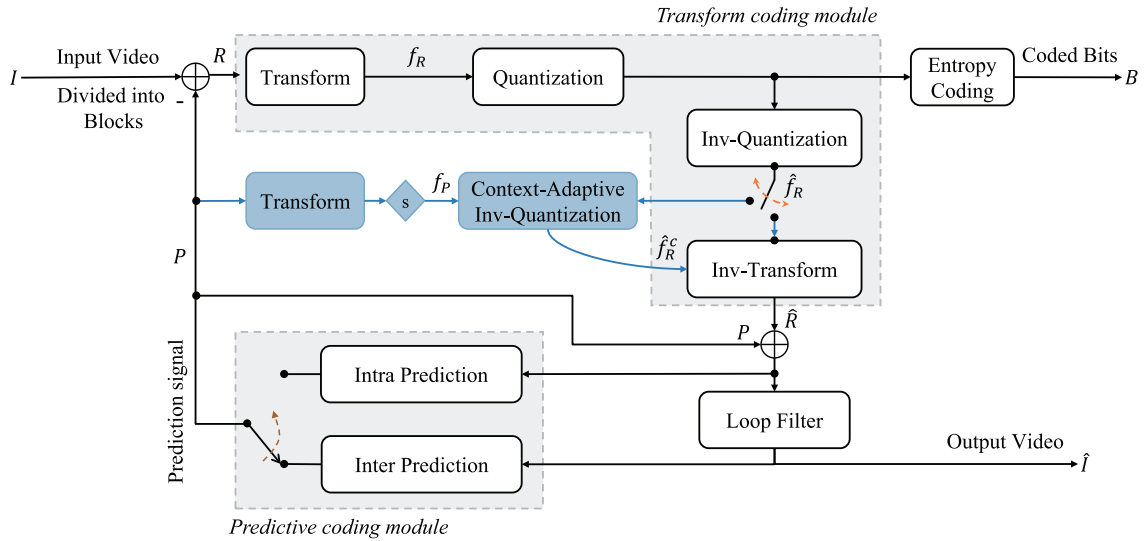 Transform coding module
Input Video
I
Divided into
Blocks
-
R
Transform
f_R
Quantization
Entropy
Coding
Coded Bits
B
Inv-Quantization
Transform
s
f_P
Context-Adaptive
Inv-Quantization
f̂_R
f̂_R^c
Inv-Transform
P
R̂
P
Prediction signal
Intra Prediction
Loop Filter
Inter Prediction
Output Video
Î
Predictive coding module